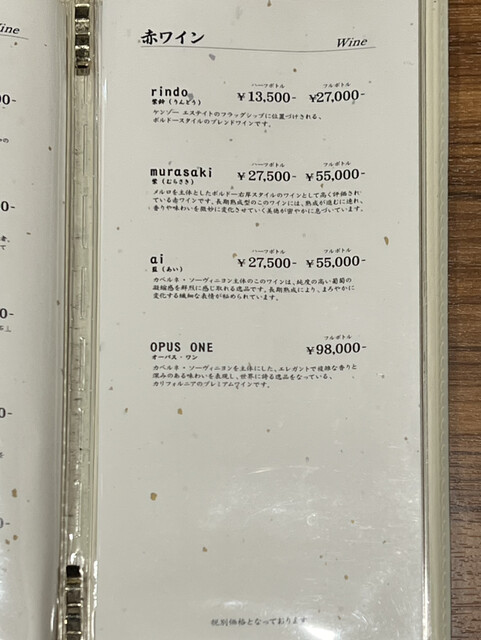 赤ワイン
Wine
ハーフボトル フルボトル
rindo ¥13,500- ¥27,000-
紫鈴 (りんどう)
ケンゾー エステイトのフラッグシップに位置づけされる、
ボルドースタイルのブレンドワインです。
ハーフボトル フルボトル
murasaki ¥27,500- ¥55,000-
紫 (むらさき)
メルロを主体としたボルドー右岸スタイルのワインとして高く評価され
ている赤ワインです。長期熟成型のこのワインには、熟成が進むに連れ、
香りや味わいを微妙に変化させていく美徳が密やかに息づいています。
ハーフボトル フルボトル
ai ¥27,500- ¥55,000-
藍 (あい)
カベルネ・ソーヴィニヨン主体のこのワインは、純度の高い葡萄の
凝縮感を鮮烈に感じ取れる逸品です。長期熟成により、まろやかに
変化する繊細な表情が秘められています。
フルボトル
OPUS ONE ¥98,000-
オーパス・ワン
カベルネ・ソーヴィニヨンを主体にした、エレガントで複雑な香りと
深みのある味わいを表現し、世界に誇る逸品をなっている、
カリフォルニアのプレミアムワインです。
税別価格となっております